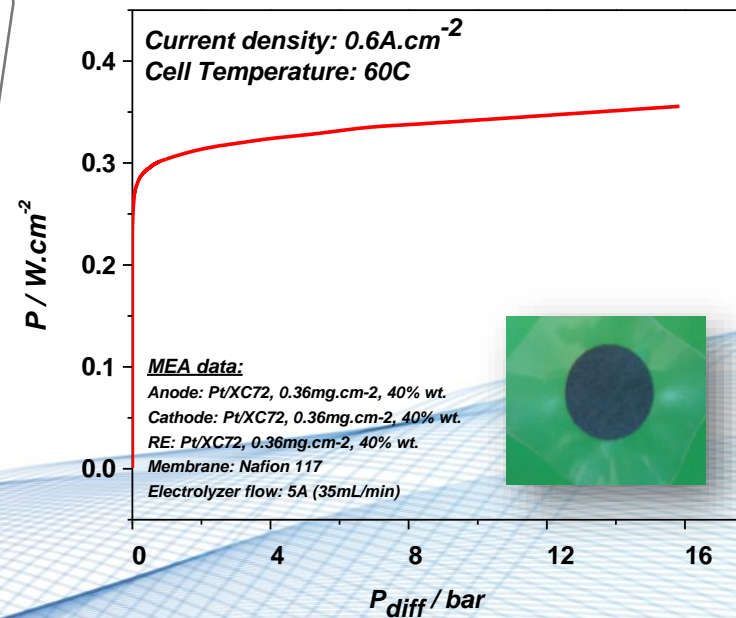 Current density: 0.6A.cm-2
Cell Temperature: 60C
0.4
0.3
0.2
0.1
0.0
P / W.cm-2
MEA data:
Anode: Pt/XC72, 0.36mg.cm-2, 40% wt.
Cathode: Pt/XC72, 0.36mg.cm-2, 40% wt.
RE: Pt/XC72, 0.36mg.cm-2, 40% wt.
Membrane: Nafion 117
Electrolyzer flow: 5A (35mL/min)
0 4 8 12 16
Pdiff / bar